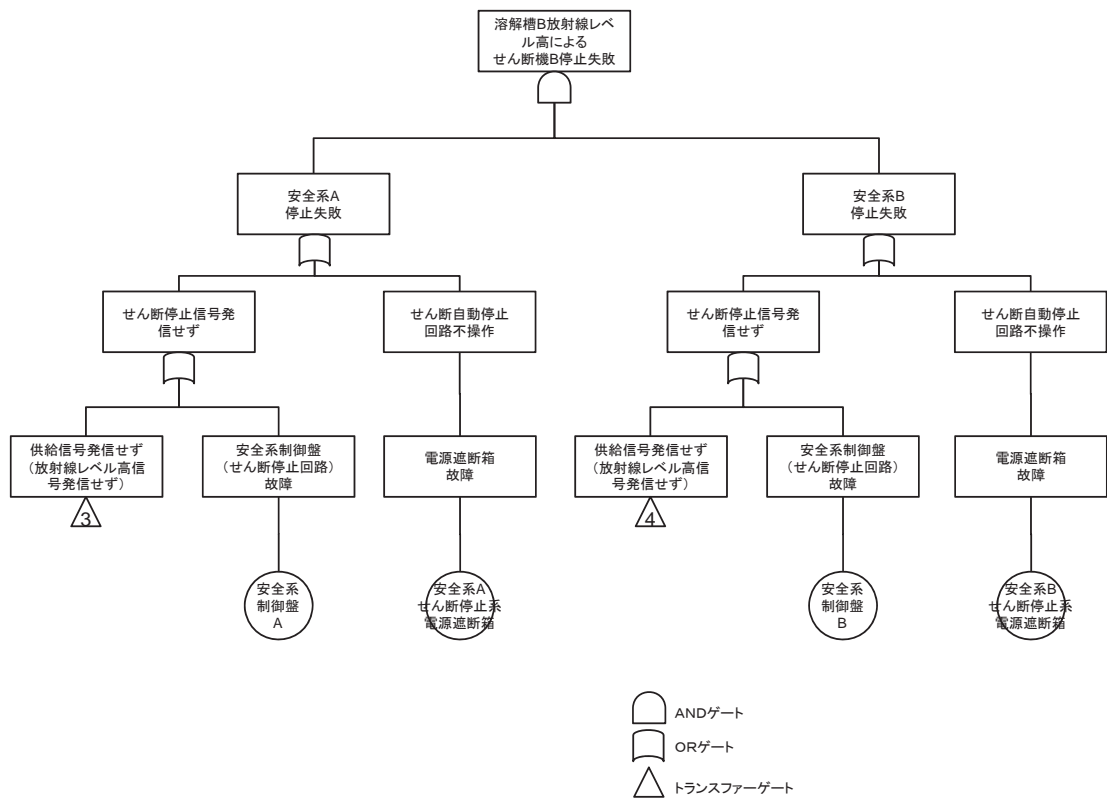 溶解槽B放射線レベ
ル高による
せん断機B停止失敗
安全系A
停止失敗
安全系B
停止失敗
せん断停止信号発
信せず
せん断自動停止
回路不操作
せん断停止信号発
信せず
せん断自動停止
回路不操作
供給信号発信せず
（放射線レベル高信
号発信せず）
安全系制御盤
（せん断停止回路）
故障
電源遮断箱
故障
供給信号発信せず
（放射線レベル高信
号発信せず）
安全系制御盤
（せん断停止回路）
故障
電源遮断箱
故障
3
4
安全系
制御盤
A
安全系A
せん断停止系
電源遮断箱
安全系
制御盤
B
安全系B
せん断停止系
電源遮断箱
ANDゲート
ORゲート
トランスファーゲート